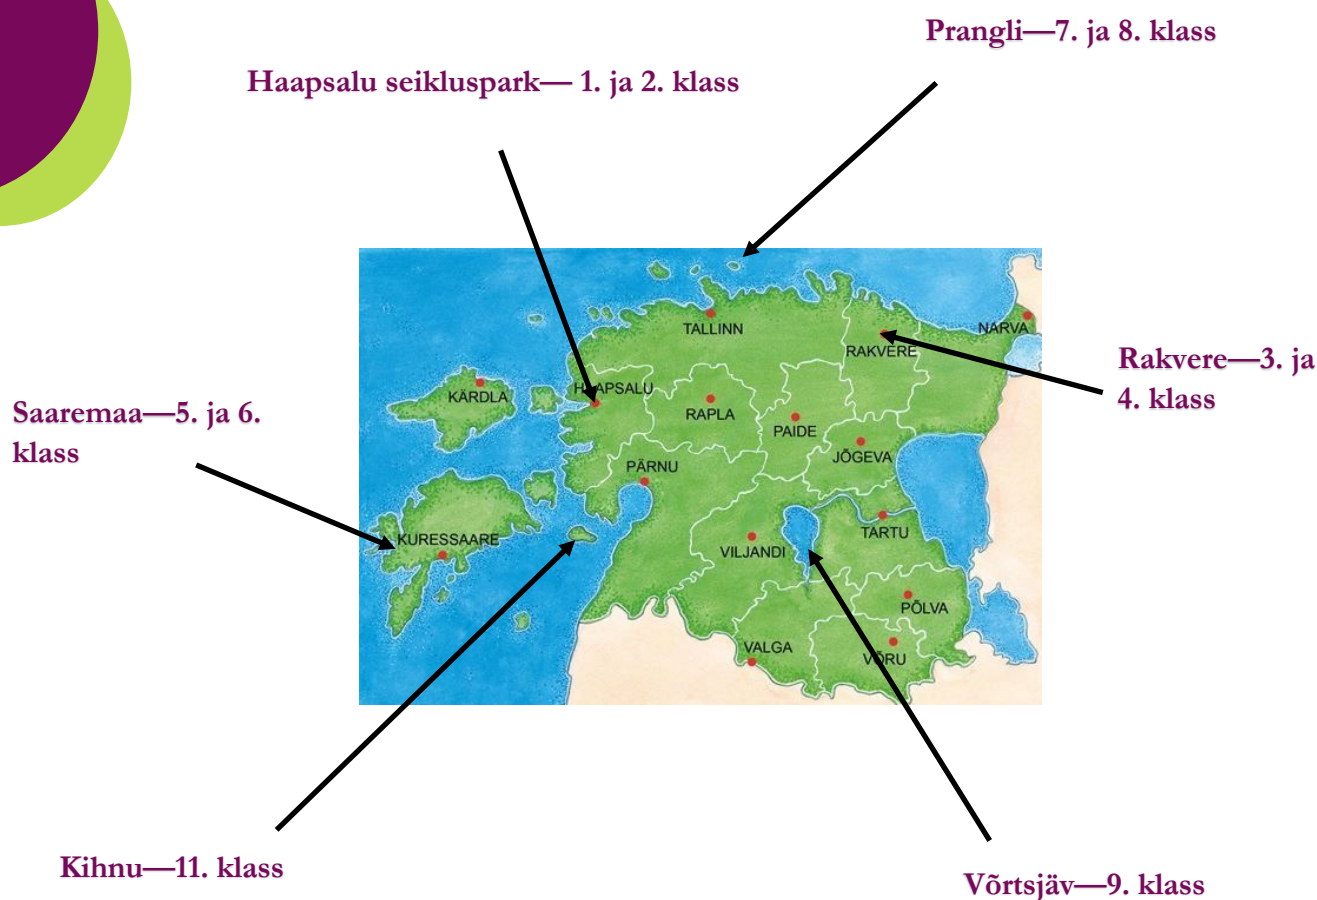 Prangli—7. ja 8. klass
Haapsalu seikluspark— 1. ja 2. klass
TALLINN
NARVA
RAKVERE
Rakvere—3. ja
4. klass
KÄRDLA
HAAPSALU
RAPLA
PAIDE
Saaremaa—5. ja 6.
klass
JÕGEVA
PÄRNU
KURESSAARE
VILJANDI
TARTU
PÕLVA
VALGA
VÕRU
Kihnu—11. klass
Võrtsjäv—9. klass